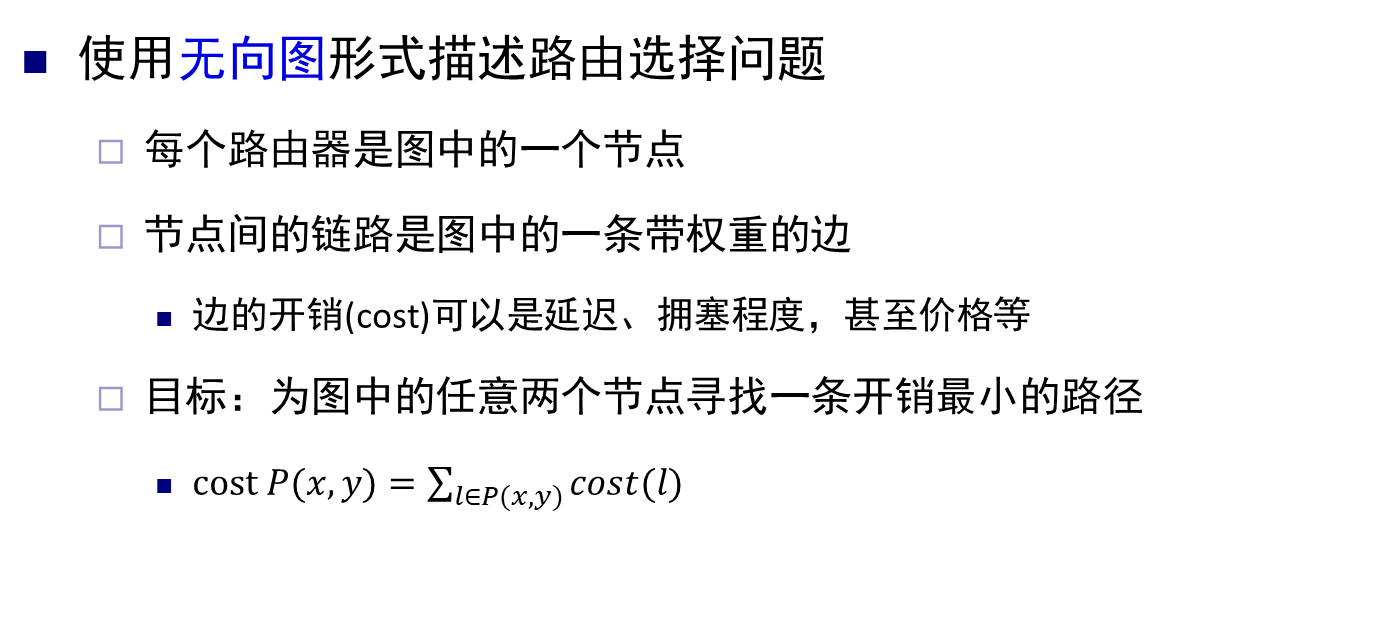 使用无向图形式描述路由选择问题
每个路由器是图中的一个节点
节点间的链路是图中的一条带权重的边
边的开销(cost)可以是延迟、拥塞程度，甚至价格等
目标：为图中的任意两个节点寻找一条开销最小的路径
cost P(x, y) = ∑_{l∈P(x,y)} cost(l)